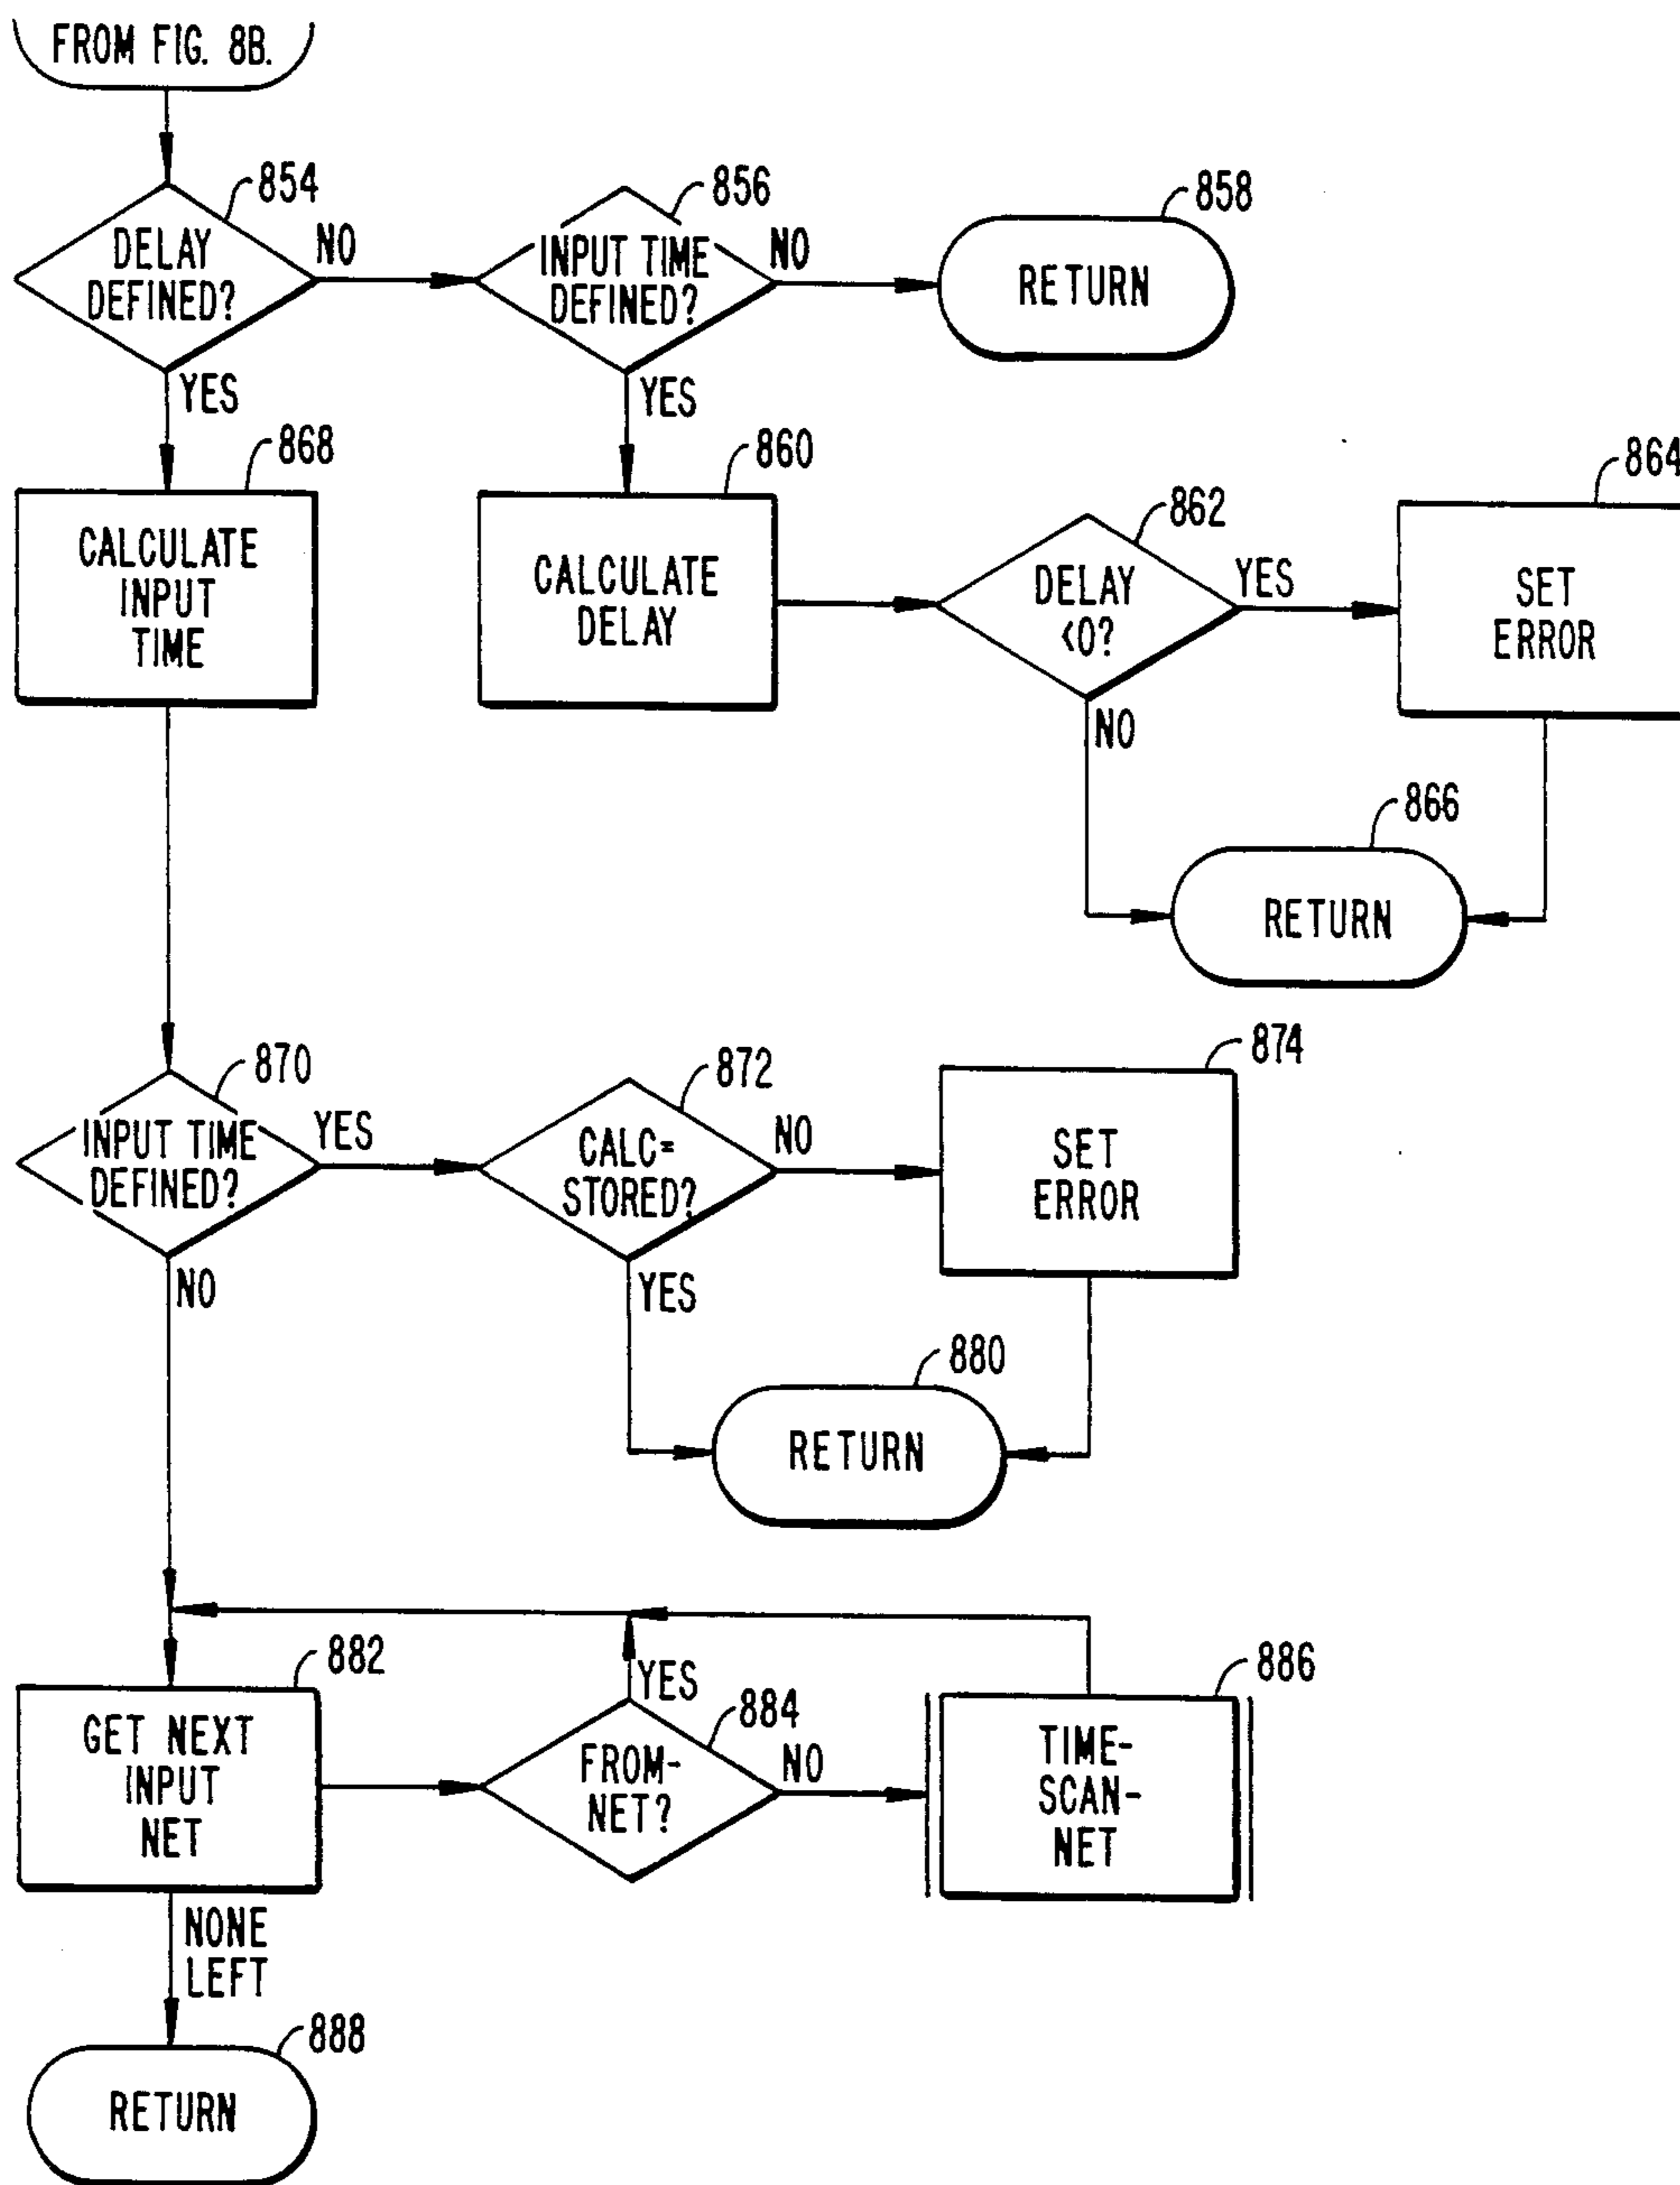 FROM FIG. 8B.
854
856
858
DELAY
DEFINED?
NO
INPUT TIME
DEFINED?
NO
RETURN
YES
YES
868
860
862
864
CALCULATE
INPUT
TIME
CALCULATE
DELAY
DELAY
<0?
YES
SET
ERROR
NO
866
RETURN
870
872
874
INPUT TIME
DEFINED?
YES
CALC=
STORED?
NO
SET
ERROR
NO
YES
880
RETURN
882
884
886
YES
GET NEXT
INPUT
NET
FROM-
NET?
NO
TIME-
SCAN-
NET
NONE
LEFT
888
RETURN